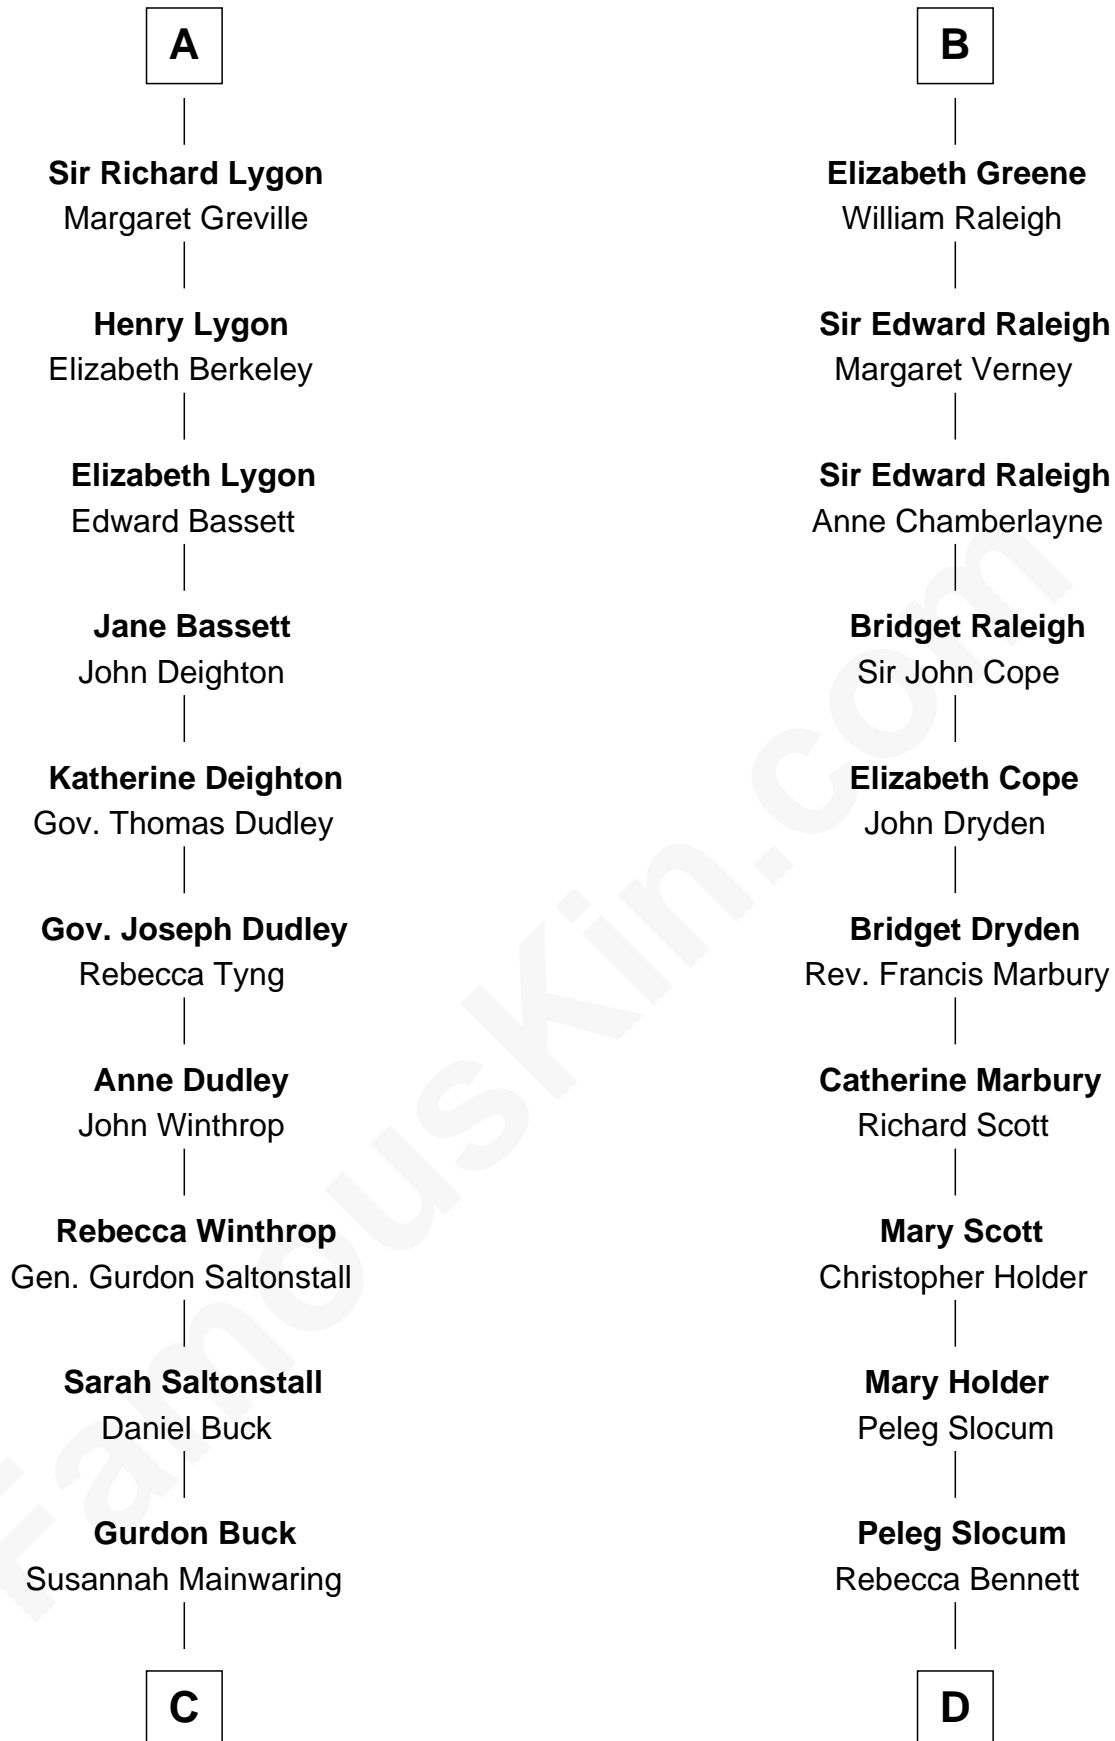 A
Sir Richard Lygon
Margaret Greville
Henry Lygon
Elizabeth Berkeley
Elizabeth Lygon
Edward Bassett
Jane Bassett
John Deighton
Katherine Deighton
Gov. Thomas Dudley
Gov. Joseph Dudley
Rebecca Tyng
Anne Dudley
John Winthrop
Rebecca Winthrop
Gen. Gurdon Saltonstall
Sarah Saltonstall
Daniel Buck
Gurdon Buck
Susannah Mainwaring
C
B
Elizabeth Greene
William Raleigh
Sir Edward Raleigh
Margaret Verney
Sir Edward Raleigh
Anne Chamberlayne
Bridget Raleigh
Sir John Cope
Elizabeth Cope
John Dryden
Bridget Dryden
Rev. Francis Marbury
Catherine Marbury
Richard Scott
Mary Scott
Christopher Holder
Mary Holder
Peleg Slocum
Peleg Slocum
Rebecca Bennett
D
FamousKin.com